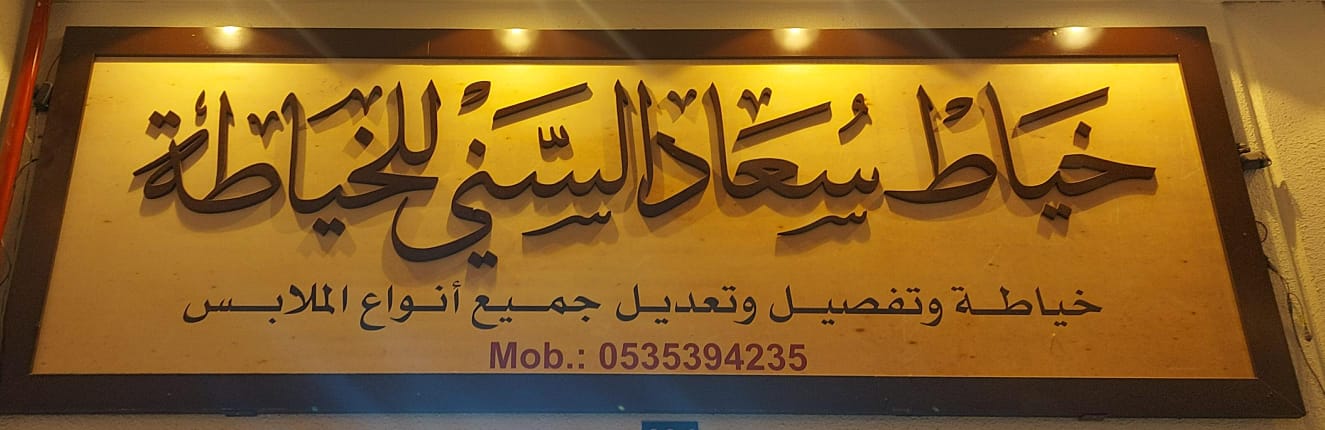 خياط سعاد السني للخياطة
خياطة وتفصيل وتعديل جميع أنواع الملابس
Mob.: 0535394235